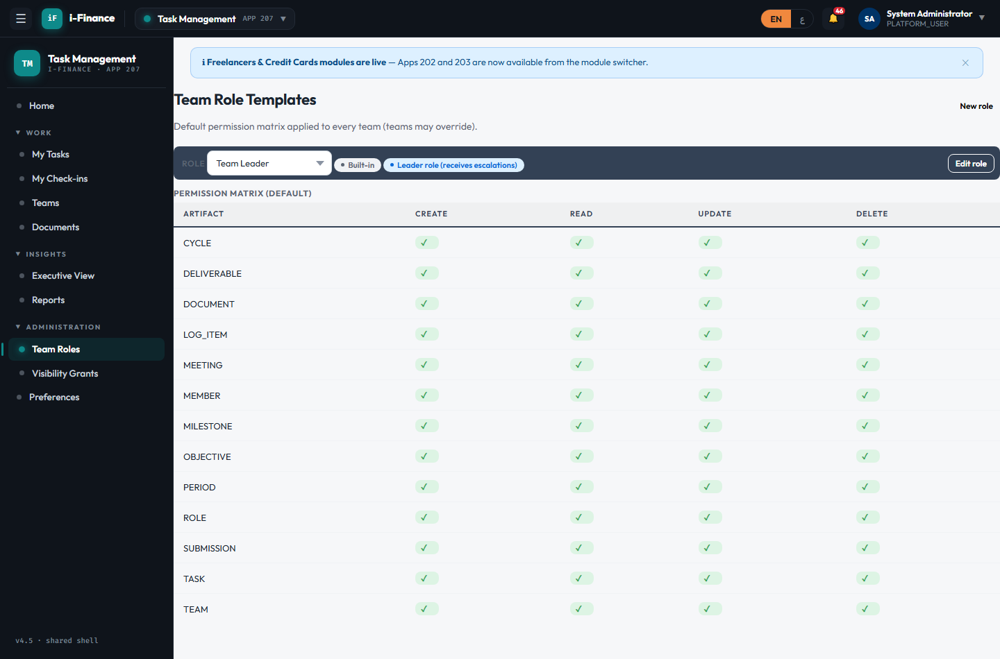 iF i-Finance Task Management APP 207 EN ع 46 SA System Administrator
PLATFORM_USER
TM Task Management
I-FINANCE · APP 207
Home
WORK
My Tasks
My Check-ins
Teams
Documents
INSIGHTS
Executive View
Reports
ADMINISTRATION
Team Roles
Visibility Grants
Preferences
v4.5 · shared shell
i Freelancers & Credit Cards modules are live — Apps 202 and 203 are now available from the module switcher.
Team Role Templates
New role
Default permission matrix applied to every team (teams may override).
ROLE Team Leader Built-in Leader role (receives escalations) Edit role
PERMISSION MATRIX (DEFAULT)
ARTIFACT CREATE READ UPDATE DELETE
CYCLE ✓ ✓ ✓ ✓
DELIVERABLE ✓ ✓ ✓ ✓
DOCUMENT ✓ ✓ ✓ ✓
LOG_ITEM ✓ ✓ ✓ ✓
MEETING ✓ ✓ ✓ ✓
MEMBER ✓ ✓ ✓ ✓
MILESTONE ✓ ✓ ✓ ✓
OBJECTIVE ✓ ✓ ✓ ✓
PERIOD ✓ ✓ ✓ ✓
ROLE ✓ ✓ ✓ ✓
SUBMISSION ✓ ✓ ✓ ✓
TASK ✓ ✓ ✓ ✓
TEAM ✓ ✓ ✓ ✓